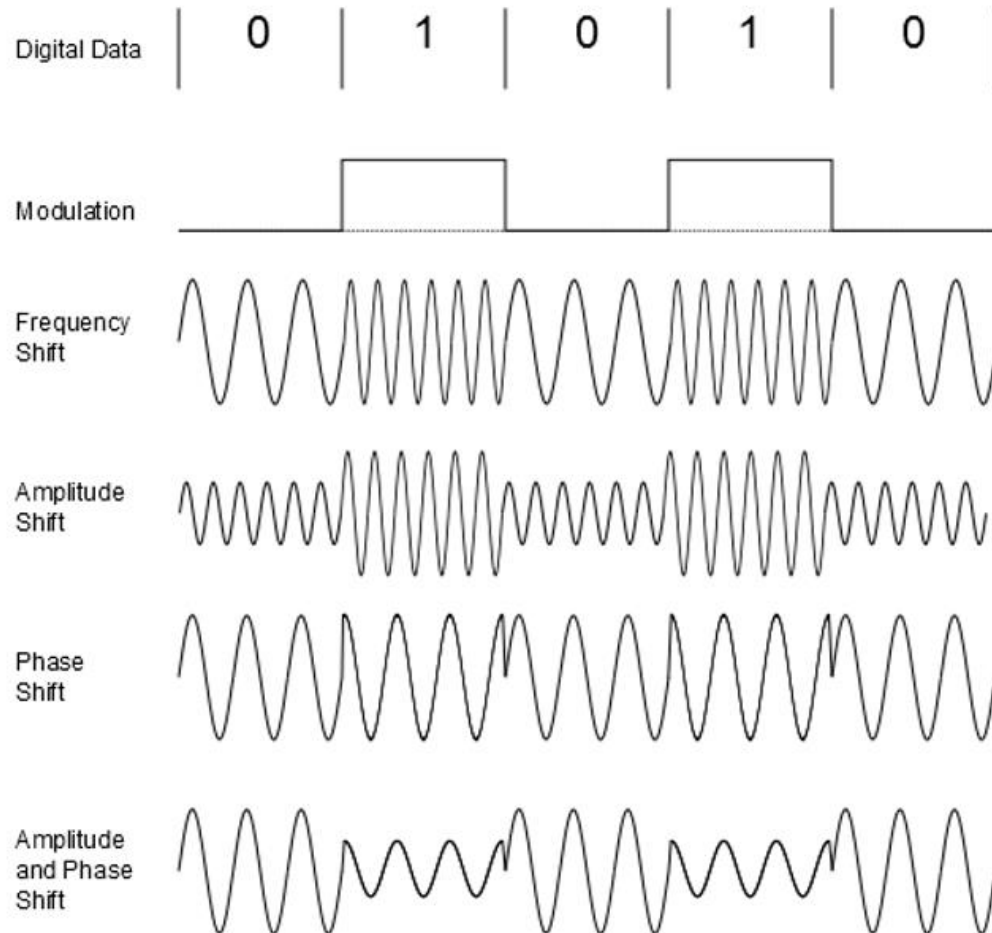 Digital Data 0 1 0 1 0
Modulation
Frequency
Shift
Amplitude
Shift
Phase
Shift
Amplitude
and Phase
Shift